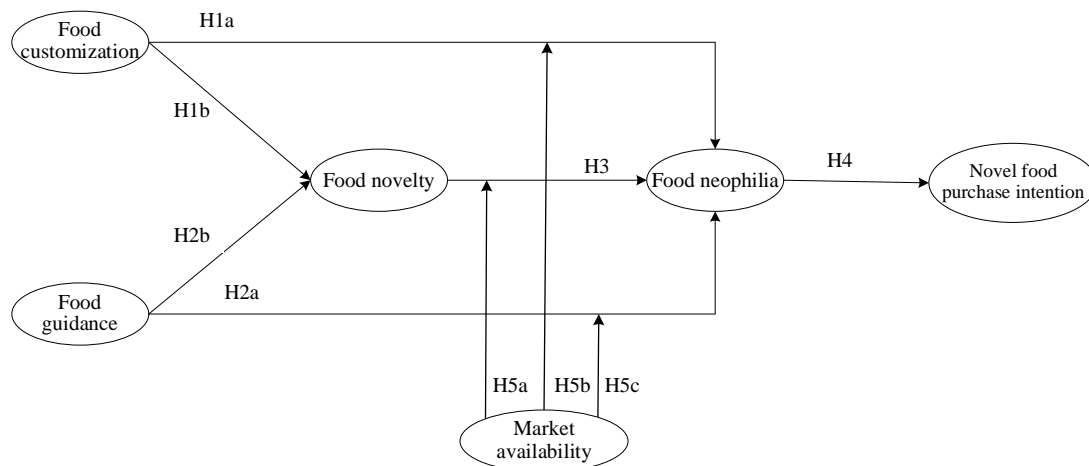 Food
customization
H1a
H1b
Food novelty
H3
Food neophilia
H4
Novel food
purchase intention
H2b
Food
guidance
H2a
H5a
H5b
H5c
Market
availability